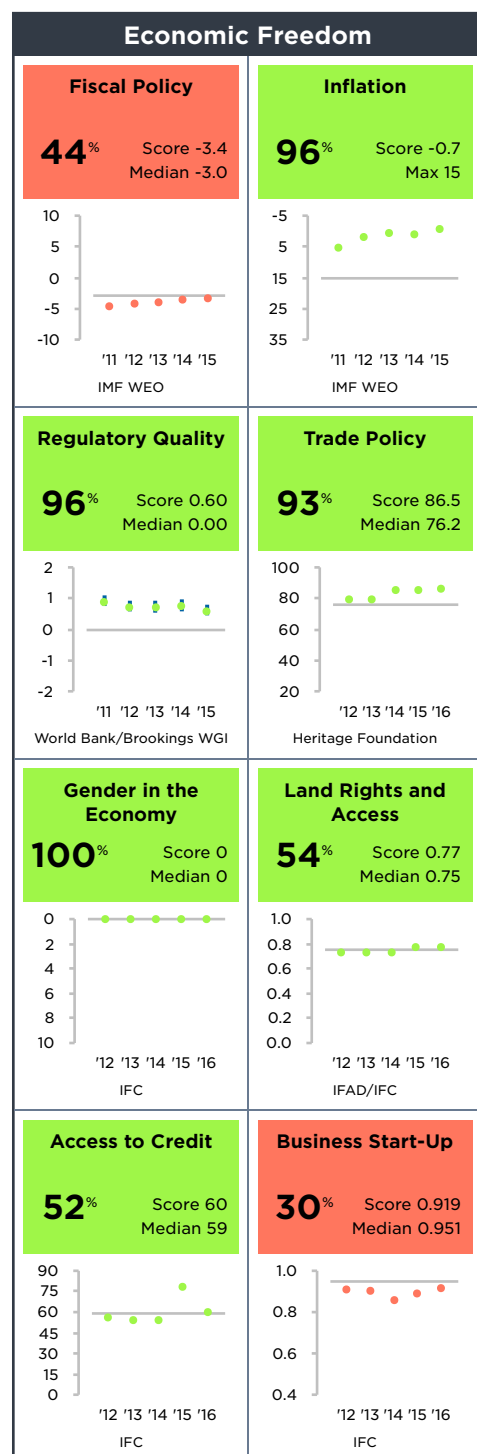 Economic Freedom
Fiscal Policy
44%
Score -3.4
Median -3.0
10
5
0
-5
-10
'11 '12 '13 '14 '15
IMF WEO
Inflation
96%
Score -0.7
Max 15
-5
5
15
25
35
'11 '12 '13 '14 '15
IMF WEO
Regulatory Quality
96%
Score 0.60
Median 0.00
2
1
0
-1
-2
'11 '12 '13 '14 '15
World Bank/Brookings WGI
Trade Policy
93%
Score 86.5
Median 76.2
100
80
60
40
20
'12 '13 '14 '15 '16
Heritage Foundation
Gender in the
Economy
100%
Score 0
Median 0
0
2
4
6
8
10
'12 '13 '14 '15 '16
IFC
Land Rights and
Access
54%
Score 0.77
Median 0.75
1.0
0.8
0.6
0.4
0.2
0.0
'12 '13 '14 '15 '16
IFAD/IFC
Access to Credit
52%
Score 60
Median 59
90
75
60
45
30
15
0
'12 '13 '14 '15 '16
IFC
Business Start-Up
30%
Score 0.919
Median 0.951
1.0
0.8
0.6
0.4
'12 '13 '14 '15 '16
IFC